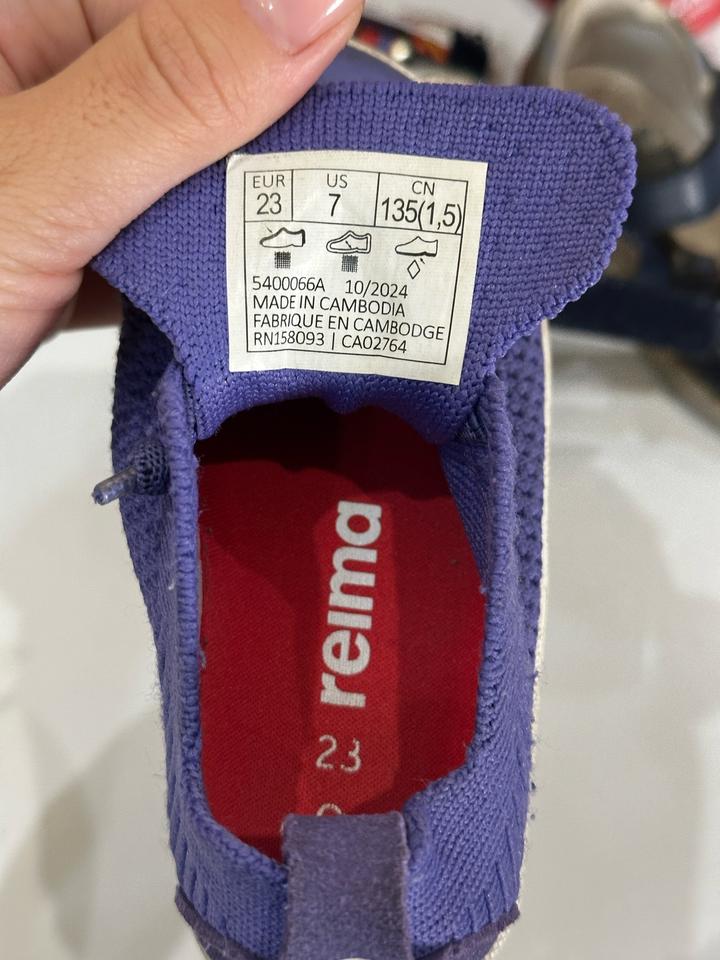 EUR US CN
23 7 135(1,5)
5400066A 10/2024
MADE IN CAMBODIA
FABRIQUE EN CAMBODGE
RN158093 | CA02764
reima
23